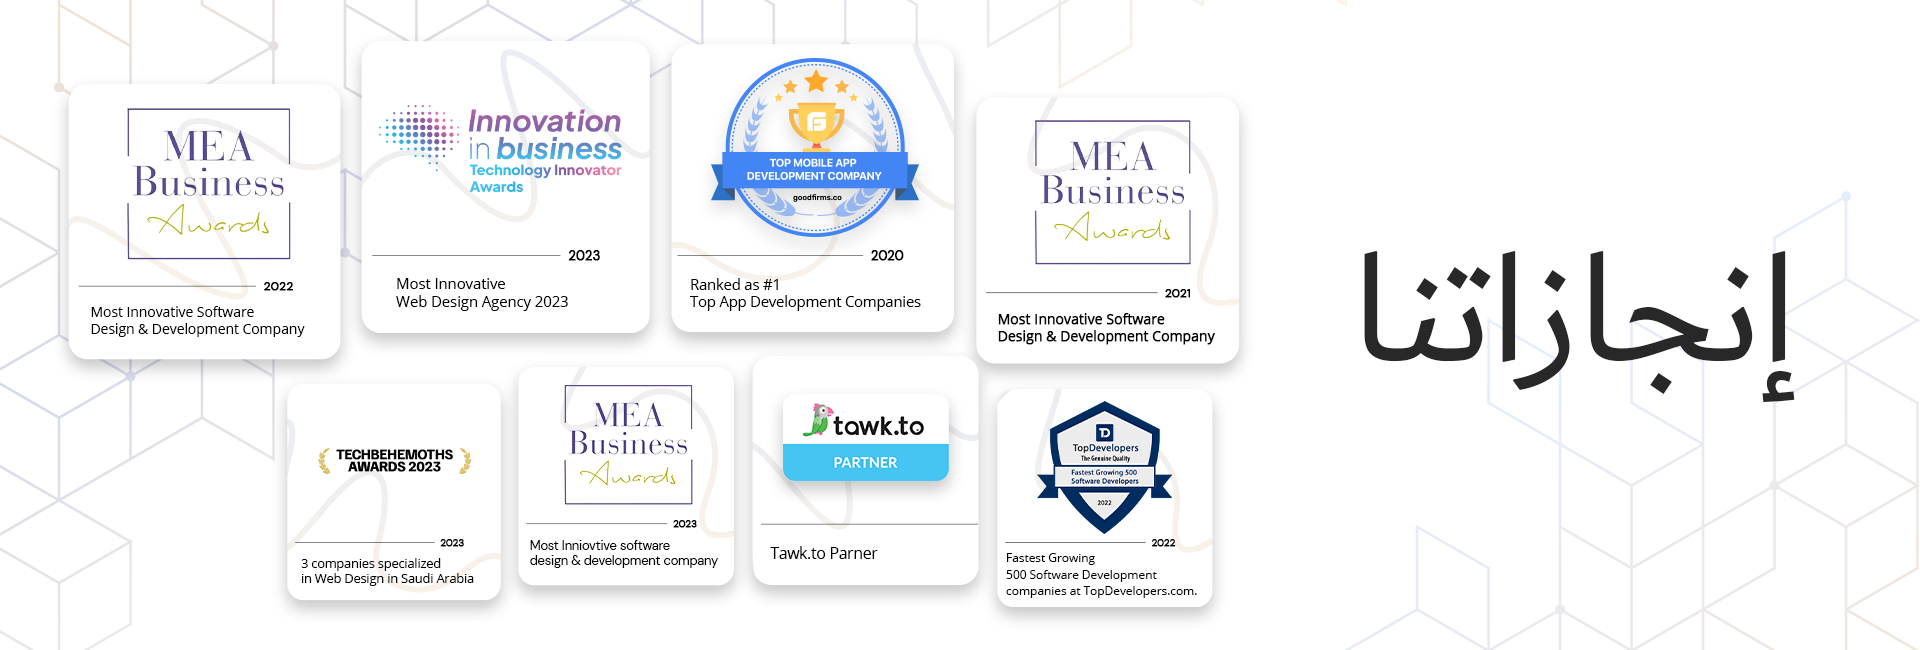 إنجازاتنا
MEA
Business
Awards
2022
Most Innovative Software
Design & Development Company
Innovation
in business
Technology Innovator
Awards
2023
Most Innovative
Web Design Agency 2023
TOP MOBILE APP
DEVELOPMENT COMPANY
goodfirms.co
2020
Ranked as #1
Top App Development Companies
MEA
Business
Awards
2021
Most Innovative Software
Design & Development Company
TECHBEHEMOTHS
AWARDS 2023
2023
3 companies specialized
in Web Design in Saudi Arabia
MEA
Business
Awards
2023
Most Inniovtive software
design & development company
tawk.to
PARTNER
Tawk.to Parner
TopDevelopers
The Genuine Quality
Fastest Growing 500
Software Developers
2022
2022
Fastest Growing
500 Software Development
companies at TopDevelopers.com.